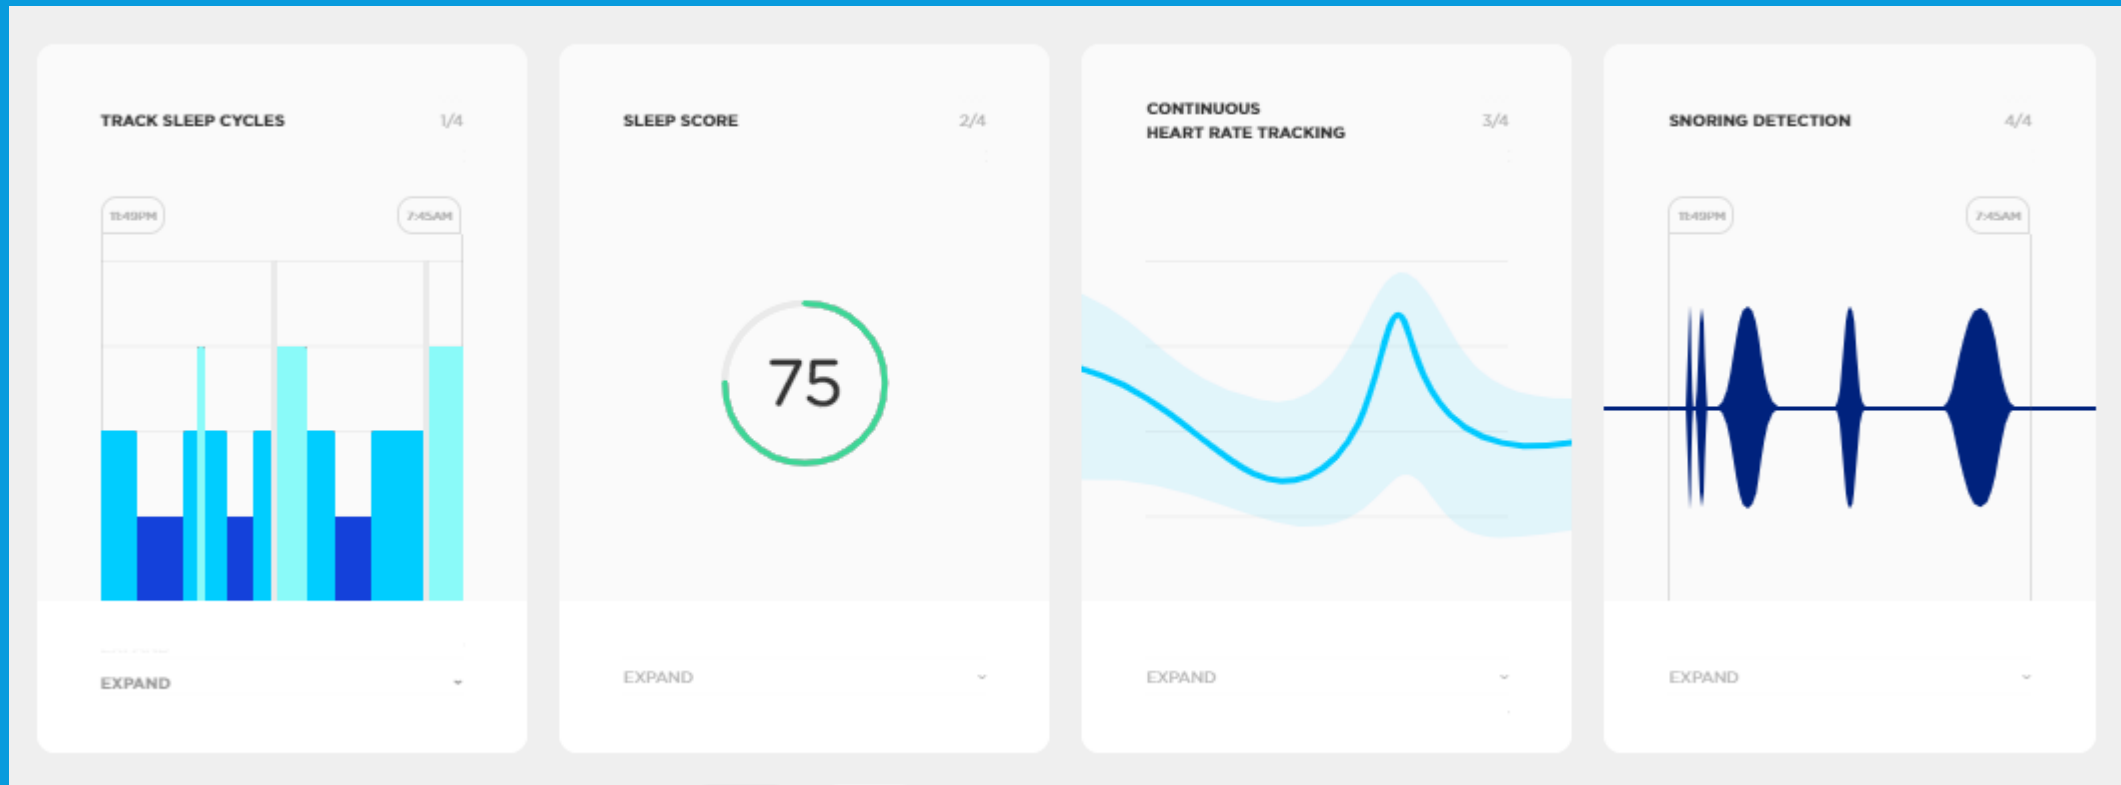 TRACK SLEEP CYCLES
1/4
11:49PM
7:45AM
EXPAND
SLEEP SCORE
2/4
75
EXPAND
CONTINUOUS
HEART RATE TRACKING
3/4
EXPAND
SNORING DETECTION
4/4
11:49PM
7:45AM
EXPAND